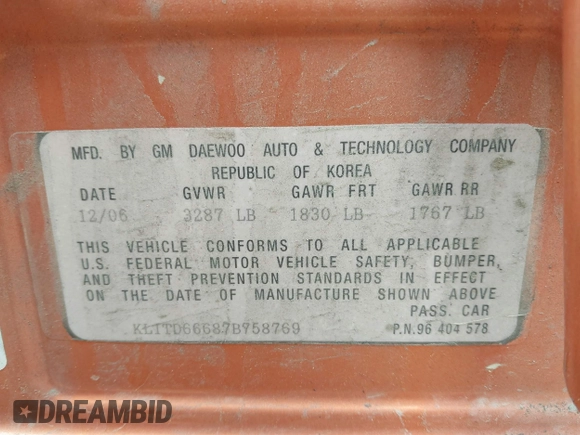 MFD. BY GM DAEWOO AUTO & TECHNOLOGY COMPANY
REPUBLIC OF KOREA
DATE GVWR GAWR FRT GAWR RR
12/06 3287 LB 1830 LB 1767 LB
THIS VEHICLE CONFORMS TO ALL APPLICABLE
U.S. FEDERAL MOTOR VEHICLE SAFETY, BUMPER,
AND THEFT PREVENTION STANDARDS IN EFFECT
ON THE DATE OF MANUFACTURE SHOWN ABOVE
PASS. CAR
KL1TD66687B758769 P.N.96 404 578
DREAMBID